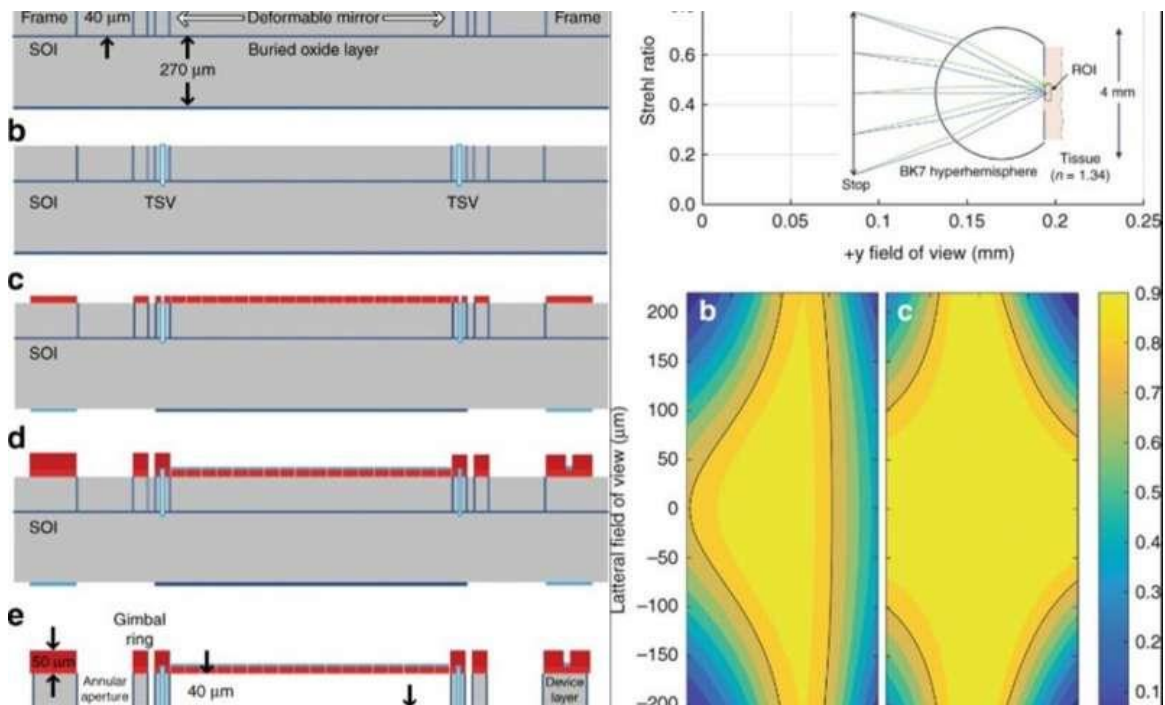 Frame
40 μm
Deformable mirror
Frame
SOI
Buried oxide layer
270 μm
b
SOI
TSV
TSV
c
SOI
d
SOI
e
Gimbal
ring
50 μm
Annular
aperture
40 μm
Device
layer
Strehl ratio
0.6
0.4
0.2
0.0
0
0.05
0.1
0.15
0.2
0.25
+y field of view (mm)
ROI
4 mm
Tissue
(n = 1.34)
BK7 hyperhemisphere
Stop
b
c
Latteral field of view (μm)
200
150
100
50
0
−50
−100
−150
−200
0.9
0.8
0.7
0.6
0.5
0.4
0.3
0.2
0.1